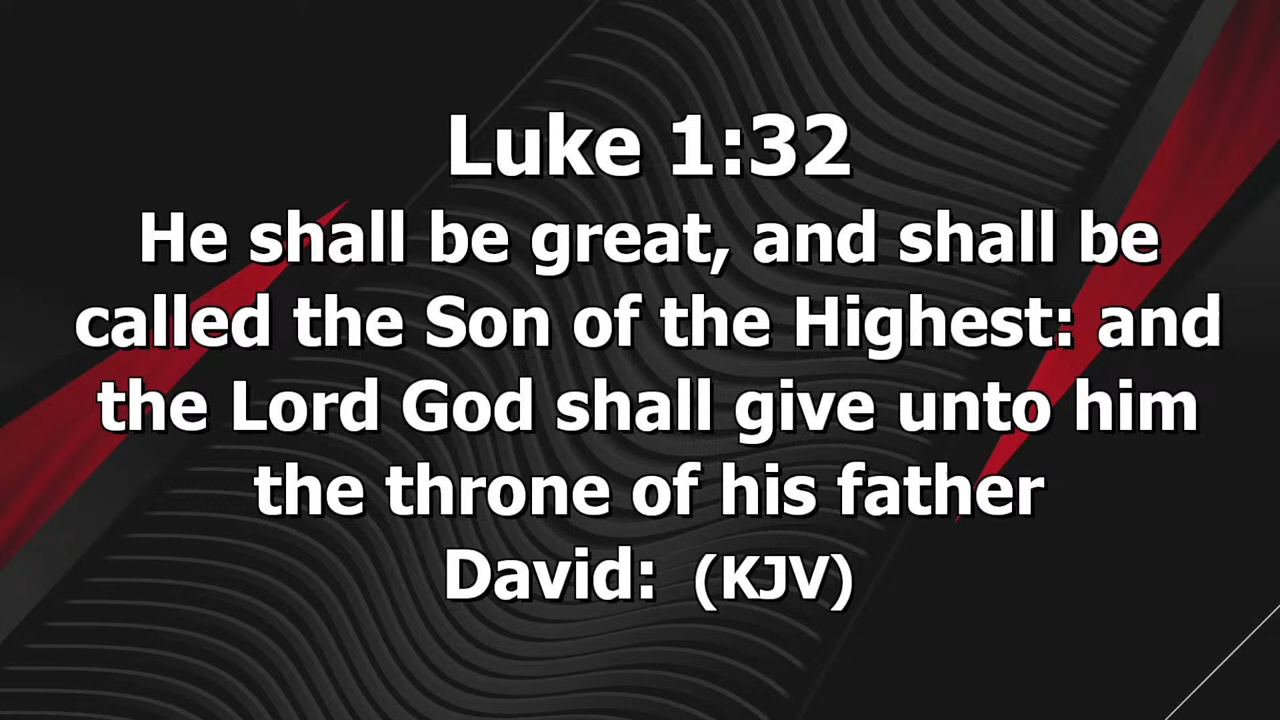 Luke 1:32
He shall be great, and shall be
called the Son of the Highest: and
the Lord God shall give unto him
the throne of his father
David: (KJV)